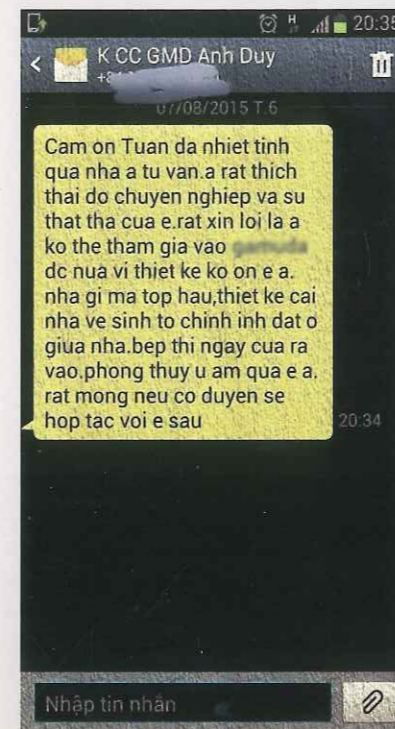 H
20:35
K CC GMD Anh Duy
07/08/2015 T.6
Cam on Tuan da nhiet tinh
qua nha a tu van.a rat thich
thai do chuyen nghiep va su
that tha cua e.rat xin loi la a
ko the tham gia vao
dc nua vi thiet ke ko on e a.
nha gi ma top hau,thiet ke cai
nha ve sinh to chinh inh dat o
giua nha.bep thi ngay cua ra
vao.phong thuy u am qua e a.
rat mong neu co duyen se
hop tac voi e sau
20:34
Nhập tin nhắn